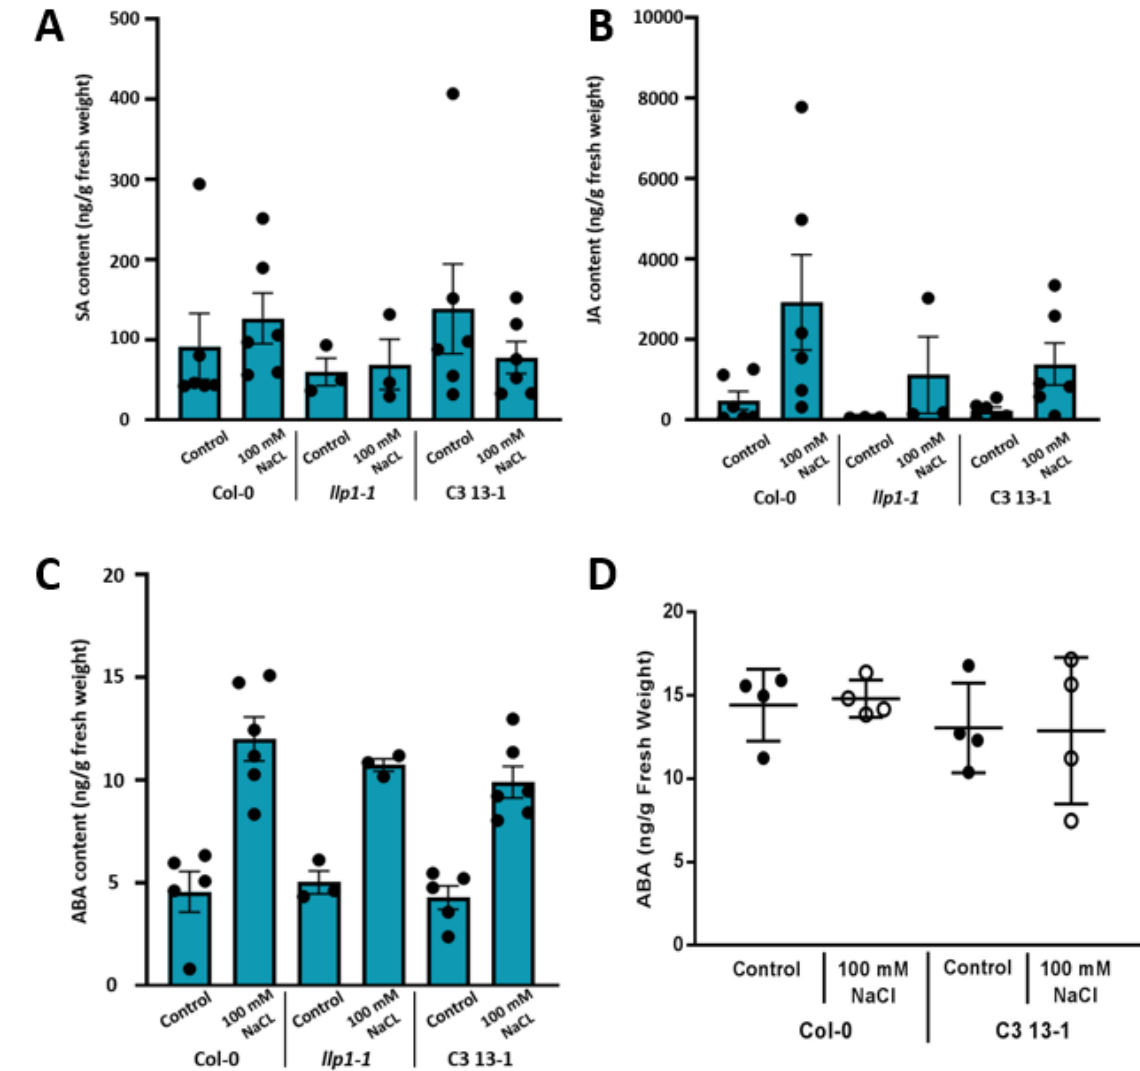 A
SA content (ng/g fresh weight)
500
400
300
200
100
0
Control
100 mM
NaCL
Control
100 mM
NaCL
Control
100 mM
NaCL
Col-0
llp1-1
C3 13-1
B
JA content (ng/g fresh weight)
10000
8000
6000
4000
2000
0
Control
100 mM
NaCL
Control
100 mM
NaCL
Control
100 mM
NaCL
Col-0
llp1-1
C3 13-1
C
ABA content (ng/g fresh weight)
20
15
10
5
0
Control
100 mM
NaCL
Control
100 mM
NaCL
Control
100 mM
NaCL
Col-0
llp1-1
C3 13-1
D
ABA (ng/g Fresh Weight)
20
15
10
5
0
Control
100 mM
NaCl
Control
100 mM
NaCl
Col-0
C3 13-1